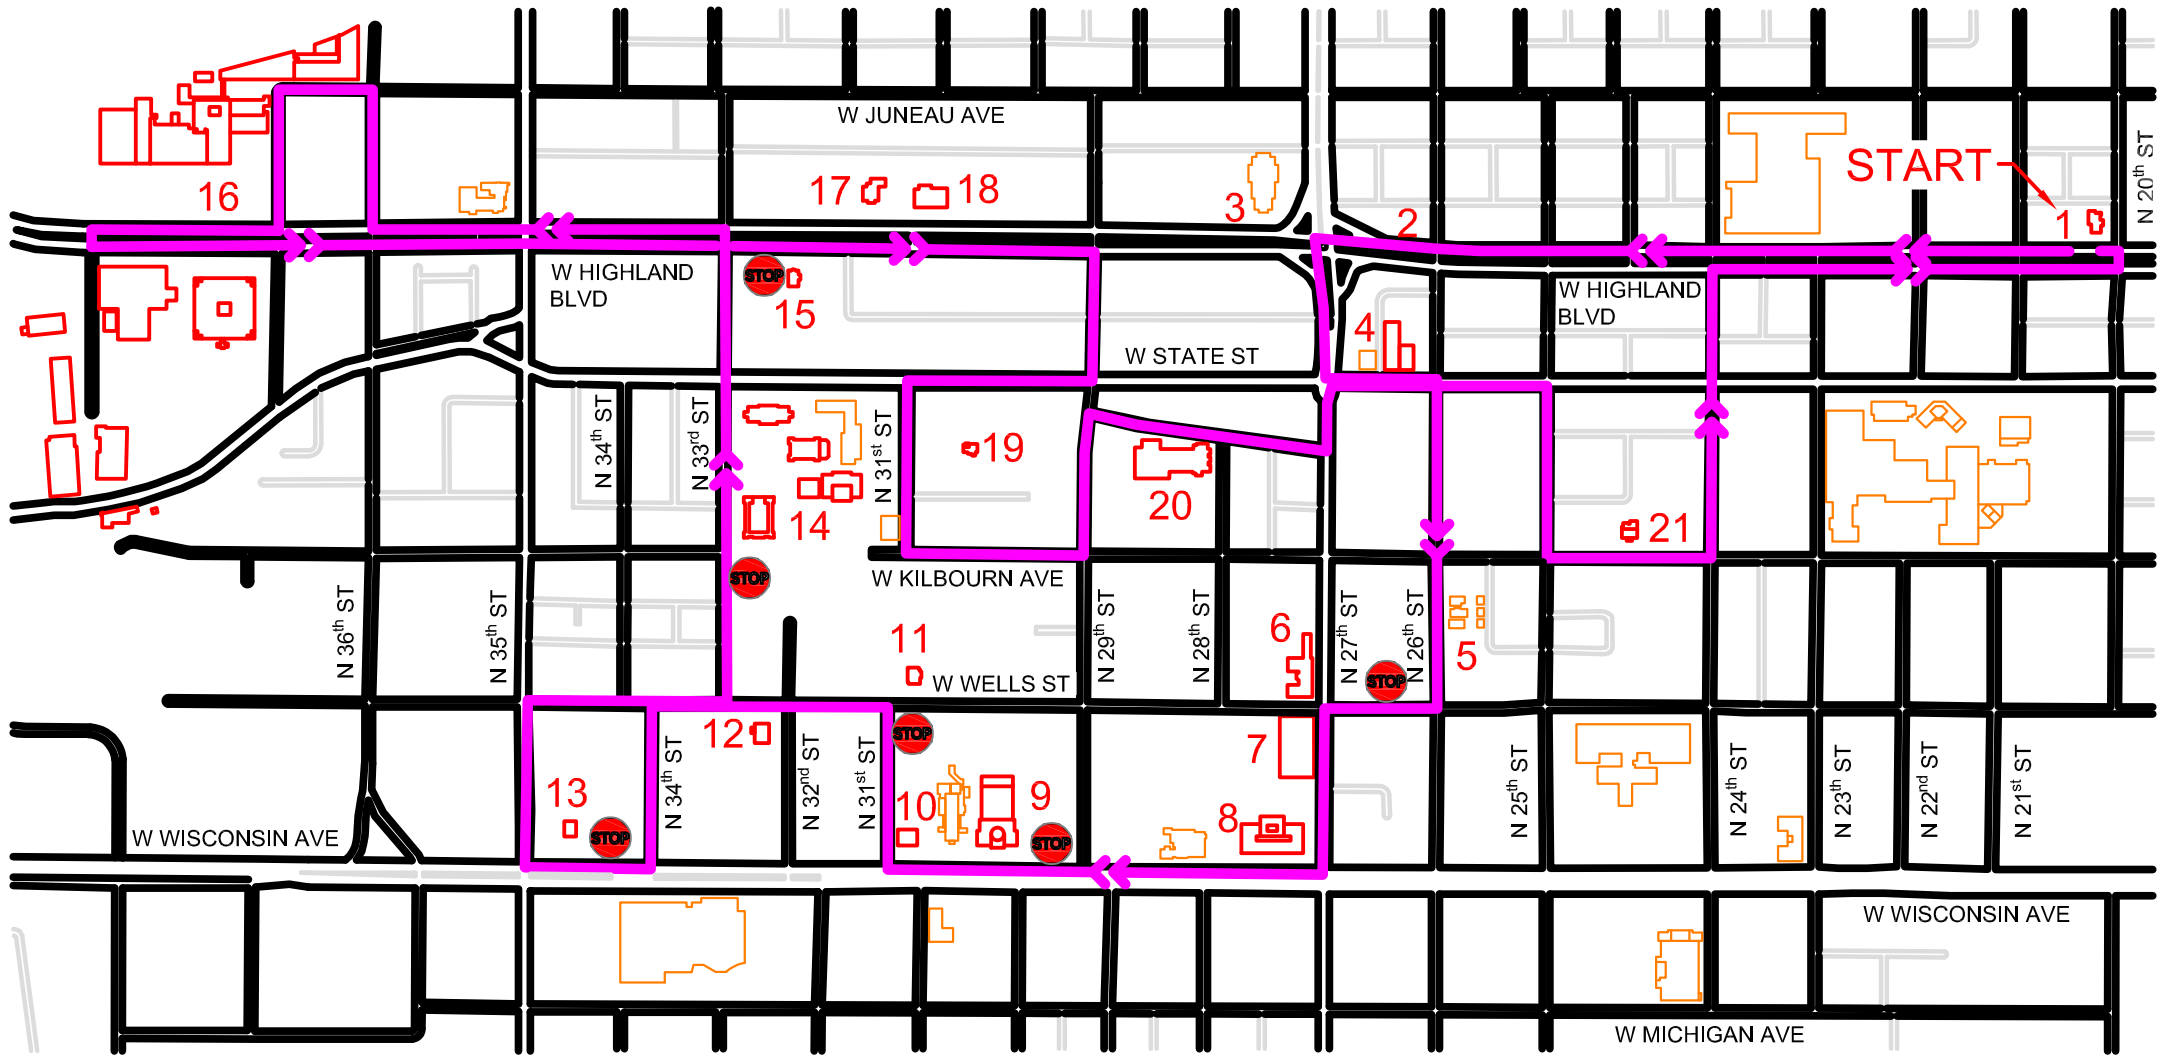 W JUNEAU AVE
START
N 20th ST
16
17
18
3
2
1
STOP
15
W HIGHLAND
BLVD
W HIGHLAND
BLVD
4
W STATE ST
N 34th ST
N 33rd ST
N 31st ST
19
14
20
21
STOP
W KILBOURN AVE
N 36th ST
N 35th ST
11
W WELLS ST
N 29th ST
N 28th ST
6
N 27th ST
N 26th ST
5
STOP
12
STOP
7
13
STOP
N 34th ST
N 32nd ST
N 31st ST
10
9
STOP
8
N 25th ST
N 24th ST
N 23th ST
N 22nd ST
N 21st ST
W WISCONSIN AVE
W WISCONSIN AVE
W MICHIGAN AVE